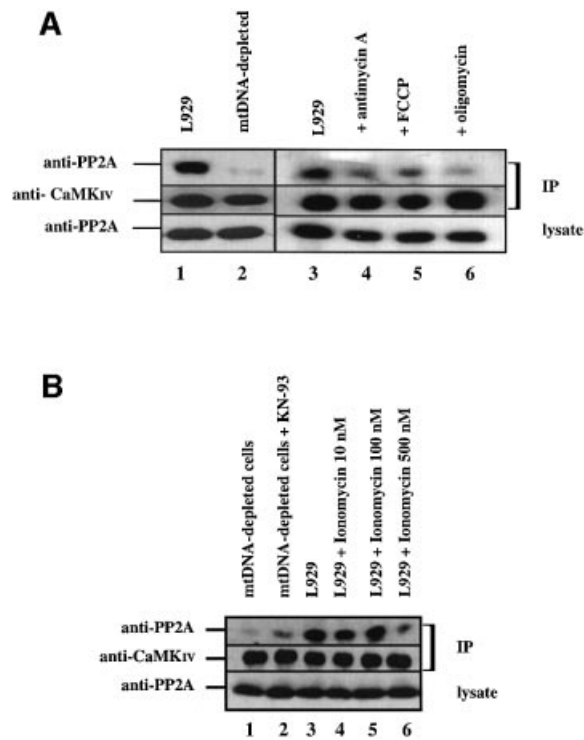 A
L929
mtDNA-depleted
L929
+ antimycin A
+ FCCP
+ oligomycin
anti-PP2A
anti- CaMKIV
IP
anti-PP2A
lysate
1 2 3 4 5 6
B
mtDNA-depleted cells
mtDNA-depleted cells + KN-93
L929
L929 + Ionomycin 10 nM
L929 + Ionomycin 100 nM
L929 + Ionomycin 500 nM
anti-PP2A
anti-CaMKIV
IP
anti-PP2A
lysate
1 2 3 4 5 6